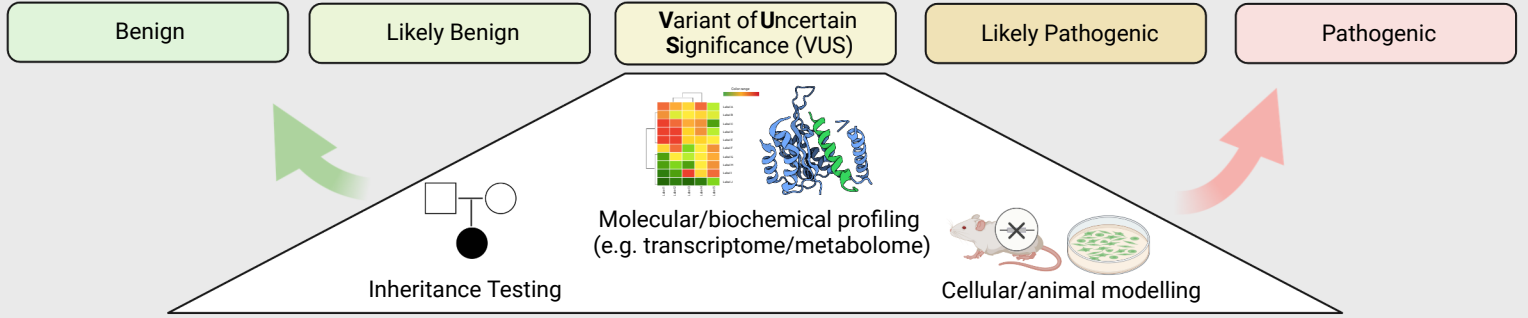 Benign
Likely Benign
Variant of Uncertain
Significance (VUS)
Likely Pathogenic
Pathogenic
Molecular/biochemical profiling
(e.g. transcriptome/metabolome)
Inheritance Testing
Cellular/animal modelling